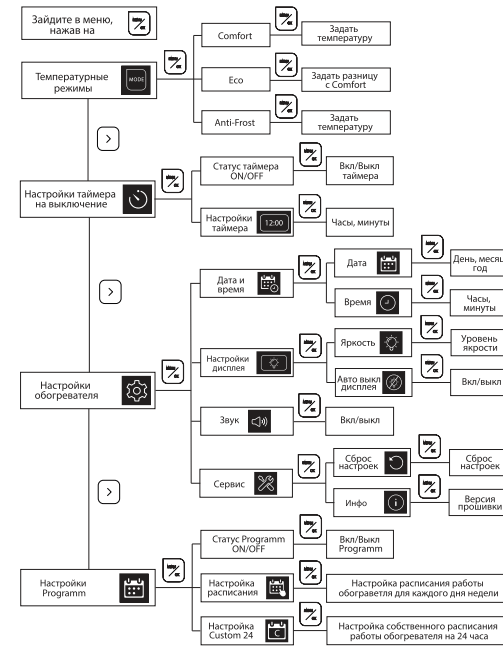 Зайдите в меню,
нажав на
Температурные
режимы
MODE
Comfort
Задать
температуру
Eco
Задать разницу
с Comfort
Anti-Frost
Задать
температуру
Настройки таймера
на выключение
Статус таймера
ON/OFF
Вкл/Выкл
таймера
Настройки
таймера
12:00
Часы, минуты
Настройки
обогревателя
Дата и
время
Дата
День, месяц
год
Время
Часы,
минуты
Настройки
дисплея
Яркость
Уровень
яркости
Авто выкл
дисплея
Вкл/выкл
Звук
Вкл/выкл
Сервис
Сброс
настроек
Сброс
настроек
Инфо
Версия
прошивки
Настройки
Programm
Статус Programm
ON/OFF
Вкл/Выкл
Programm
Настройка
расписания
Настройка расписания работы
обограветля для каждого дня недели
Настройка
Custom 24
C
Настройка собственного расписания
работы обогревателя на 24 часа